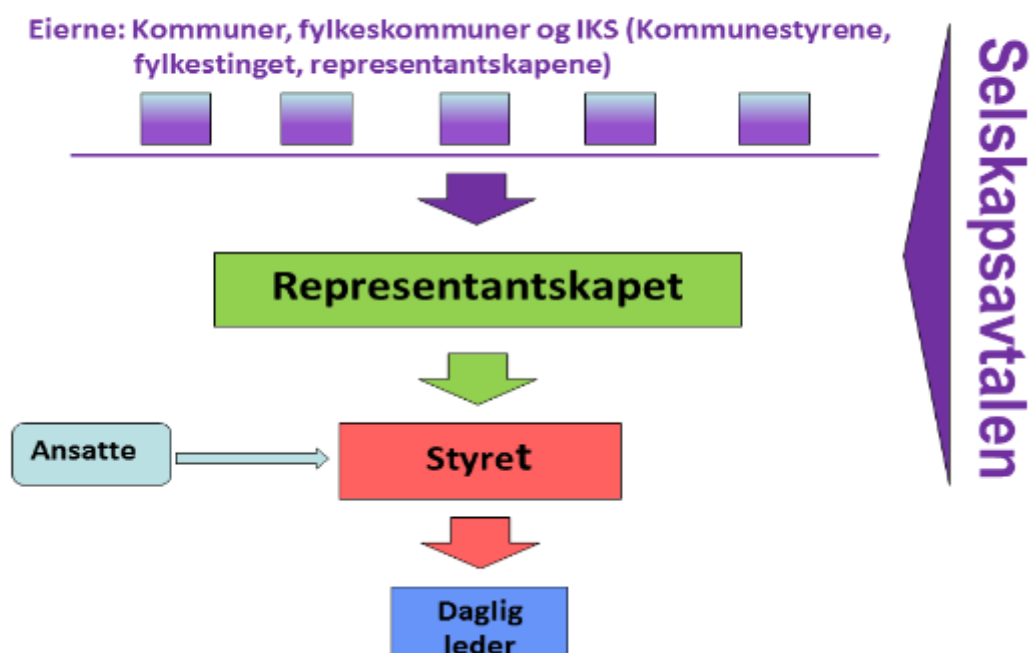 Eierne: Kommuner, fylkeskommuner og IKS (Kommunestyrene,
fylkestinget, representantskapene)
Selskapsavtalen
Representantskapet
Ansatte
Styret
Daglig
leder